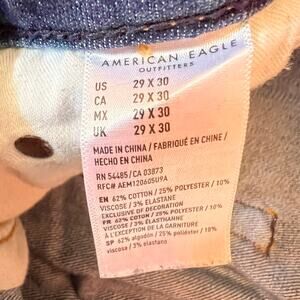 AMERICAN EAGLE
OUTFITTERS
US 29 X 30
CA 29 X 30
MX 29 X 30
UK 29 X 30
MADE IN CHINA / FABRIQUÉ EN CHINE /
HECHO EN CHINA
RN 54485/CA 03873
RFC# AEM120605U9A
EN 62% COTTON / 25% POLYESTER / 10%
VISCOSE / 3% ELASTANE
EXCLUSIVE OF DECORATION
FR 62% COTON / 25% POLYESTER / 10%
VISCOSE / 3% ÉLASTHANNE
À L'EXCEPTION DE LA GARNITURE
SP 62% algodón / 25% poliéster / 10%
viscosa / 3% elastano